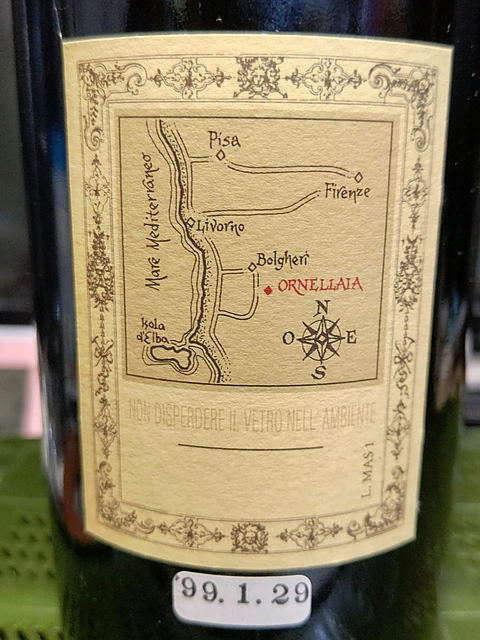 Pisa
Firenze
Mare Mediterraneo
Livorno
Bolgheri
ORNELLAIA
Isola
d'Elba
N
O E
S
NON DISPERDERE IL VETRO NELL'AMBIENTE
L. MAS 1
'99.1.29